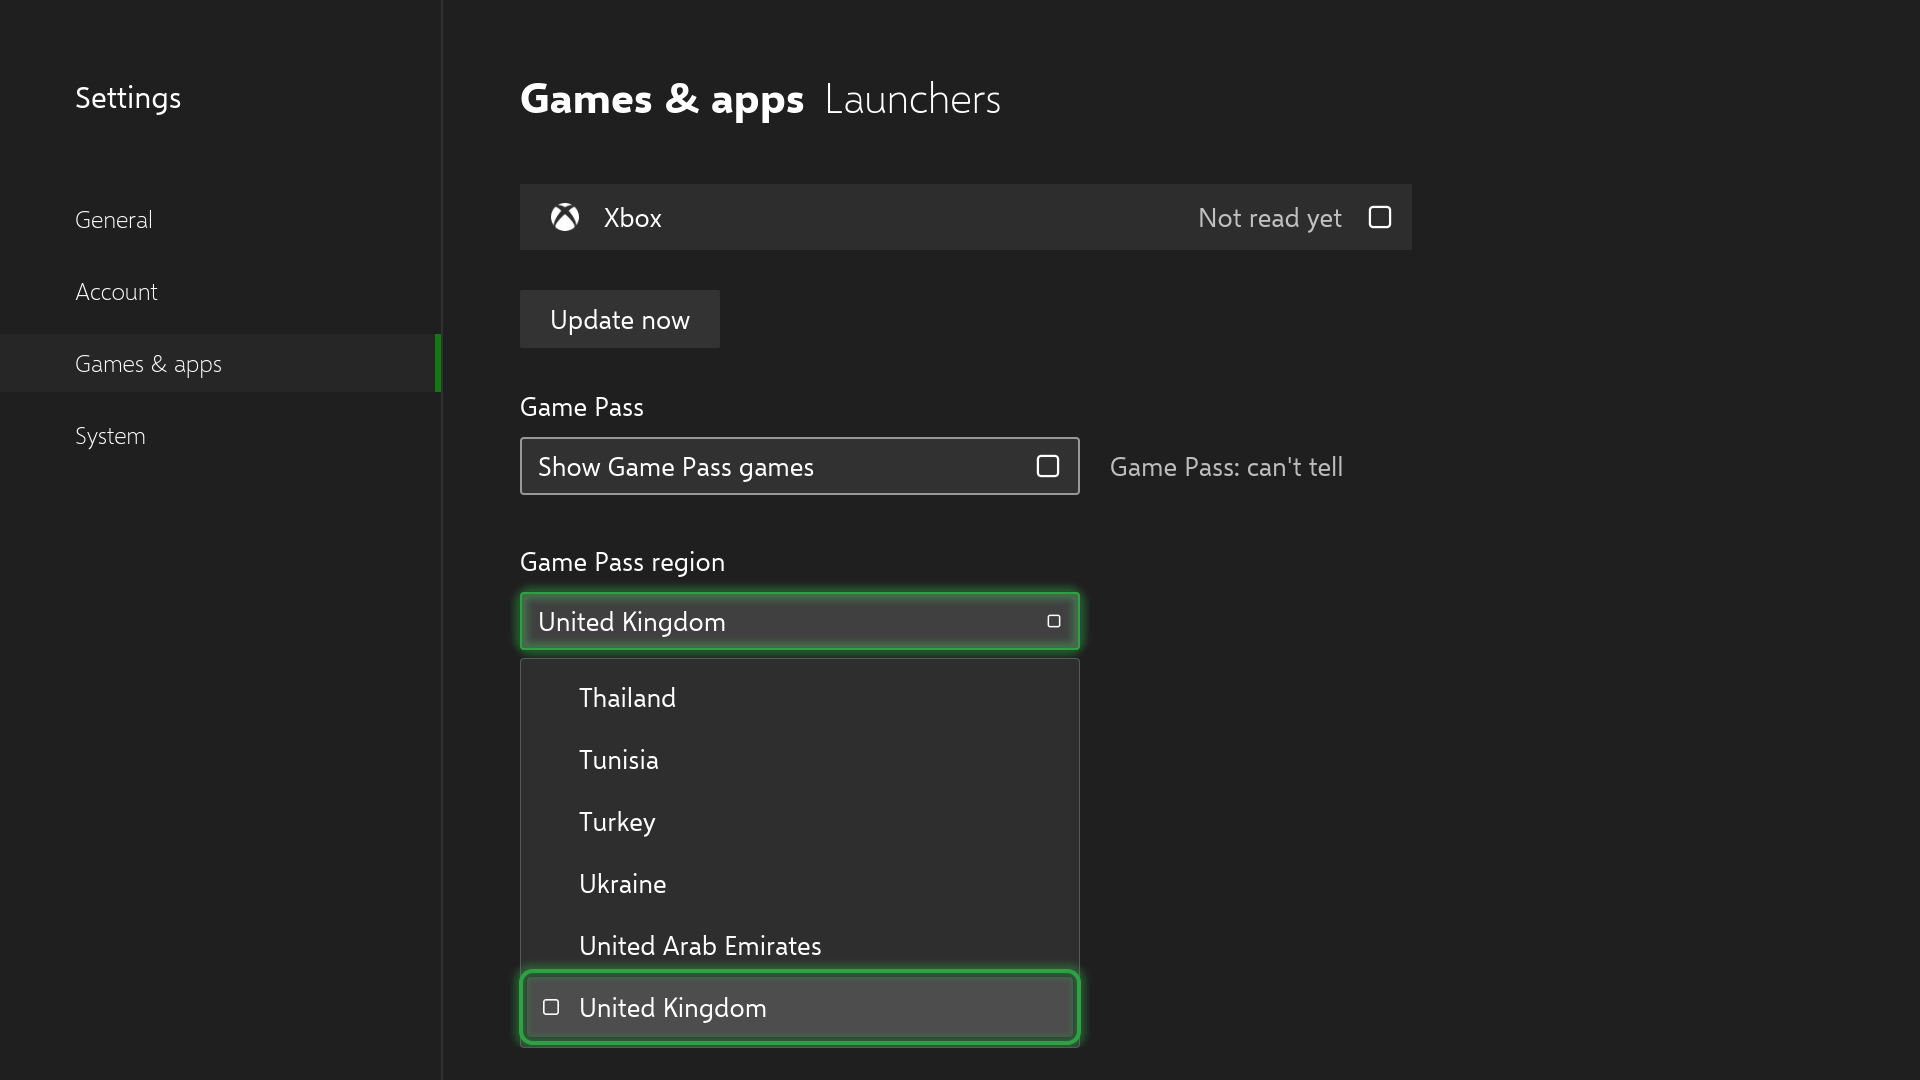 Settings
General
Account
Games & apps
System
Games & apps Launchers
Xbox
Not read yet
Update now
Game Pass
Show Game Pass games
Game Pass: can't tell
Game Pass region
United Kingdom
Thailand
Tunisia
Turkey
Ukraine
United Arab Emirates
United Kingdom